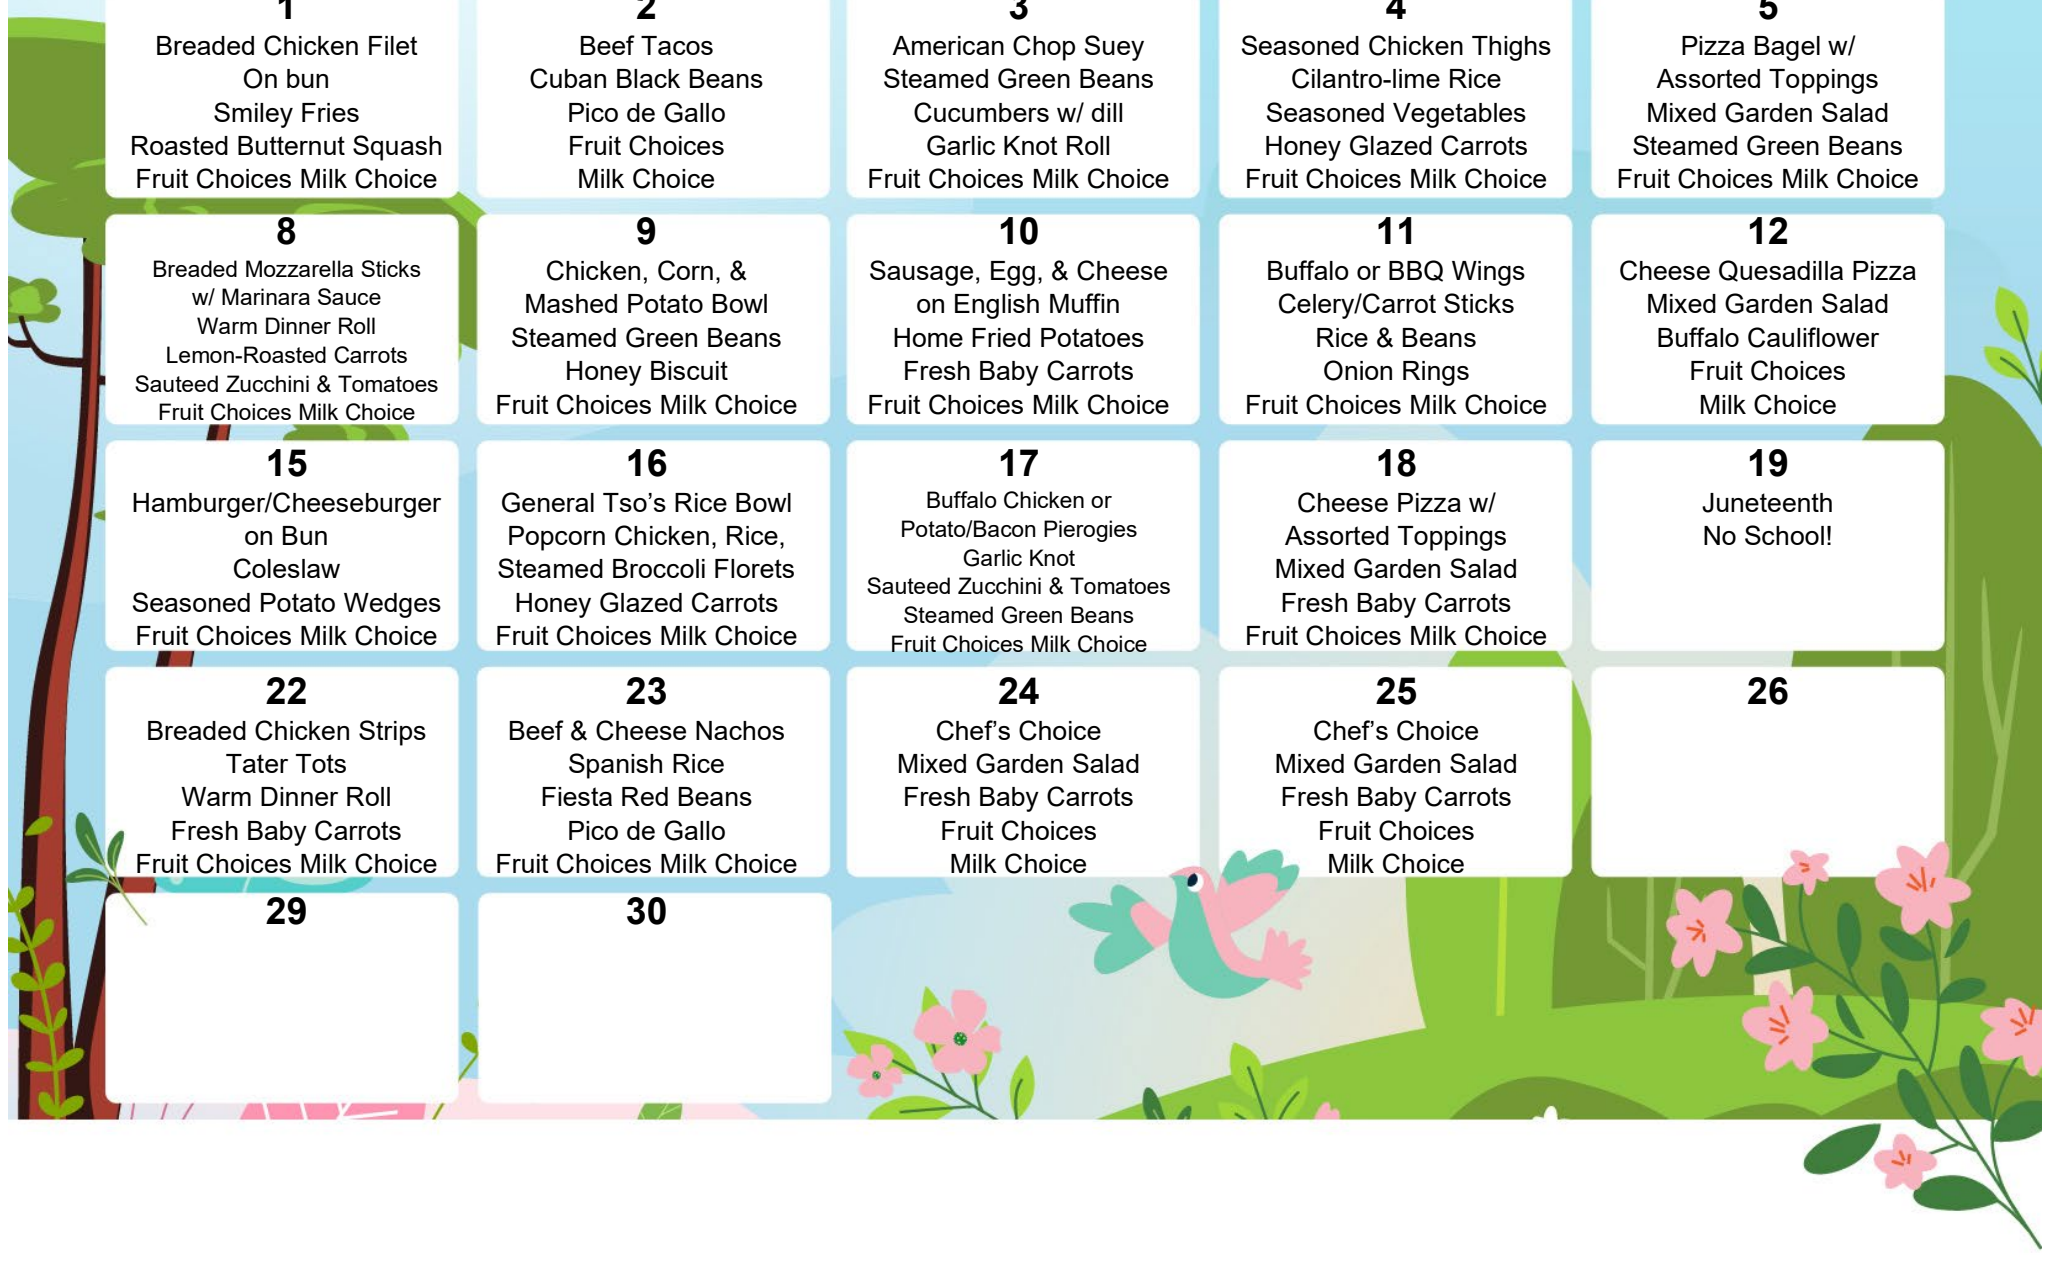 1
Breaded Chicken Filet
On bun
Smiley Fries
Roasted Butternut Squash
Fruit Choices Milk Choice
2
Beef Tacos
Cuban Black Beans
Pico de Gallo
Fruit Choices
Milk Choice
3
American Chop Suey
Steamed Green Beans
Cucumbers w/ dill
Garlic Knot Roll
Fruit Choices Milk Choice
4
Seasoned Chicken Thighs
Cilantro-lime Rice
Seasoned Vegetables
Honey Glazed Carrots
Fruit Choices Milk Choice
5
Pizza Bagel w/
Assorted Toppings
Mixed Garden Salad
Steamed Green Beans
Fruit Choices Milk Choice
8
Breaded Mozzarella Sticks
w/ Marinara Sauce
Warm Dinner Roll
Lemon-Roasted Carrots
Sauteed Zucchini & Tomatoes
Fruit Choices Milk Choice
9
Chicken, Corn, &
Mashed Potato Bowl
Steamed Green Beans
Honey Biscuit
Fruit Choices Milk Choice
10
Sausage, Egg, & Cheese
on English Muffin
Home Fried Potatoes
Fresh Baby Carrots
Fruit Choices Milk Choice
11
Buffalo or BBQ Wings
Celery/Carrot Sticks
Rice & Beans
Onion Rings
Fruit Choices Milk Choice
12
Cheese Quesadilla Pizza
Mixed Garden Salad
Buffalo Cauliflower
Fruit Choices
Milk Choice
15
Hamburger/Cheeseburger
on Bun
Coleslaw
Seasoned Potato Wedges
Fruit Choices Milk Choice
16
General Tso’s Rice Bowl
Popcorn Chicken, Rice,
Steamed Broccoli Florets
Honey Glazed Carrots
Fruit Choices Milk Choice
17
Buffalo Chicken or
Potato/Bacon Pierogies
Garlic Knot
Sauteed Zucchini & Tomatoes
Steamed Green Beans
Fruit Choices Milk Choice
18
Cheese Pizza w/
Assorted Toppings
Mixed Garden Salad
Fresh Baby Carrots
Fruit Choices Milk Choice
19
Juneteenth
No School!
22
Breaded Chicken Strips
Tater Tots
Warm Dinner Roll
Fresh Baby Carrots
Fruit Choices Milk Choice
23
Beef & Cheese Nachos
Spanish Rice
Fiesta Red Beans
Pico de Gallo
Fruit Choices Milk Choice
24
Chef’s Choice
Mixed Garden Salad
Fresh Baby Carrots
Fruit Choices
Milk Choice
25
Chef’s Choice
Mixed Garden Salad
Fresh Baby Carrots
Fruit Choices
Milk Choice
26
29
30